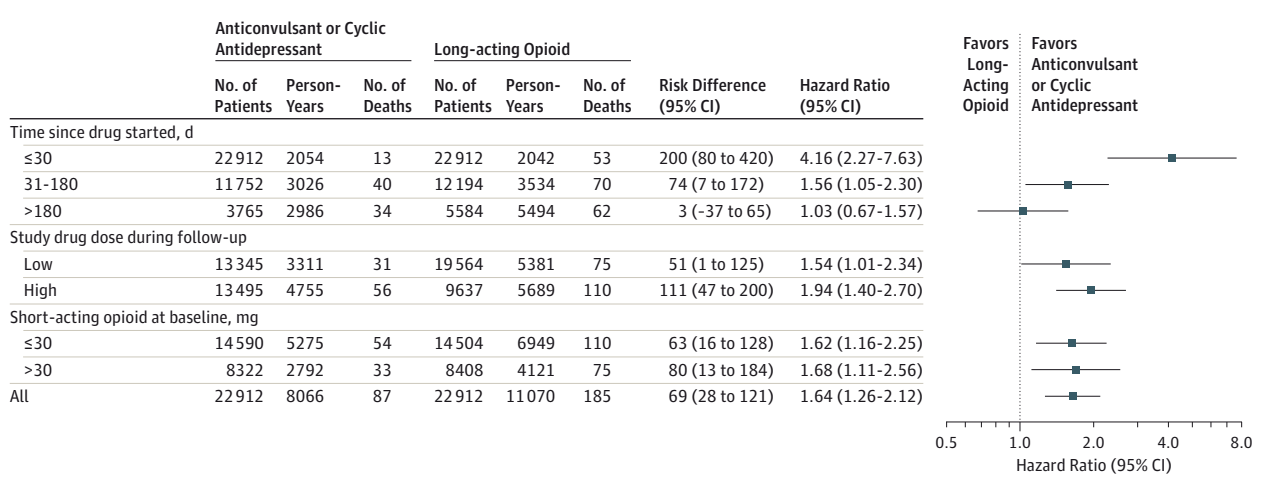 Anticonvulsant or Cyclic
Antidepressant Long-acting Opioid
No. of Person- No. of No. of Person- No. of Risk Difference Hazard Ratio
Patients Years Deaths Patients Years Deaths (95% CI) (95% CI)
Favors Favors
Long- Anticonvulsant
Acting or Cyclic
Opioid Antidepressant
Time since drug started, d
≤30 22912 2054 13 22912 2042 53 200 (80 to 420) 4.16 (2.27-7.63)
31-180 11752 3026 40 12194 3534 70 74 (7 to 172) 1.56 (1.05-2.30)
>180 3765 2986 34 5584 5494 62 3 (-37 to 65) 1.03 (0.67-1.57)
Study drug dose during follow-up
Low 13345 3311 31 19564 5381 75 51 (1 to 125) 1.54 (1.01-2.34)
High 13495 4755 56 9637 5689 110 111 (47 to 200) 1.94 (1.40-2.70)
Short-acting opioid at baseline, mg
≤30 14590 5275 54 14504 6949 110 63 (16 to 128) 1.62 (1.16-2.25)
>30 8322 2792 33 8408 4121 75 80 (13 to 184) 1.68 (1.11-2.56)
All 22912 8066 87 22912 11070 185 69 (28 to 121) 1.64 (1.26-2.12)
0.5 1.0 2.0 4.0 8.0
Hazard Ratio (95% CI)